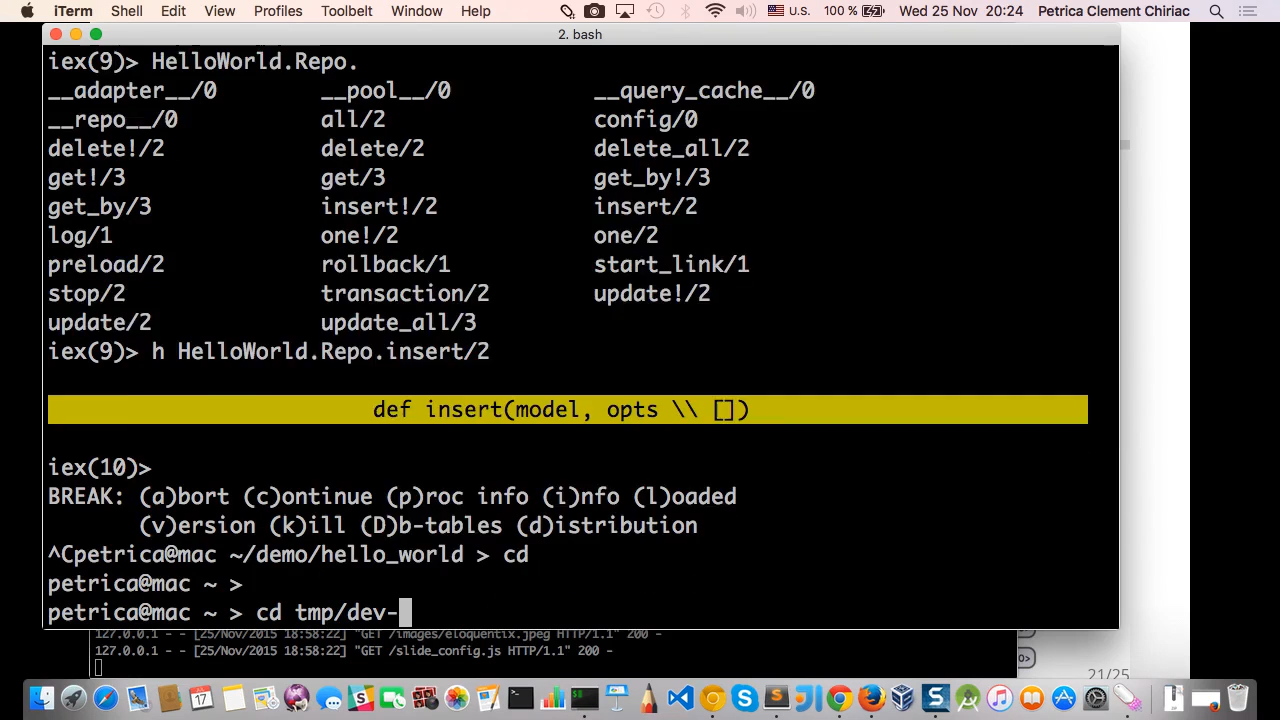 iTerm Shell Edit View Profiles Toolbelt Window Help U.S. 100 % Wed 25 Nov 20:24 Petrica Clement Chiriac
2. bash
iex(9)> HelloWorld.Repo.
__adapter__/0 __pool__/0 __query_cache__/0
__repo__/0 all/2 config/0
delete!/2 delete/2 delete_all/2
get!/3 get/3 get_by!/3
get_by/3 insert!/2 insert/2
log/1 one!/2 one/2
preload/2 rollback/1 start_link/1
stop/2 transaction/2 update!/2
update/2 update_all/3
iex(9)> h HelloWorld.Repo.insert/2
def insert(model, opts \\ [])
iex(10)>
BREAK: (a)bort (c)ontinue (p)roc info (i)nfo (l)oaded
(v)ersion (k)ill (D)b-tables (d)istribution
^Cpetrica@mac ~/demo/hello_world > cd
petrica@mac ~ >
petrica@mac ~ > cd tmp/dev-
127.0.0.1 - - [25/Nov/2015 18:58:22] "GET /images/eloquentix.jpeg HTTP/1.1" 200 -
127.0.0.1 - - [25/Nov/2015 18:58:22] "GET /slide_config.js HTTP/1.1" 200 -
21/25